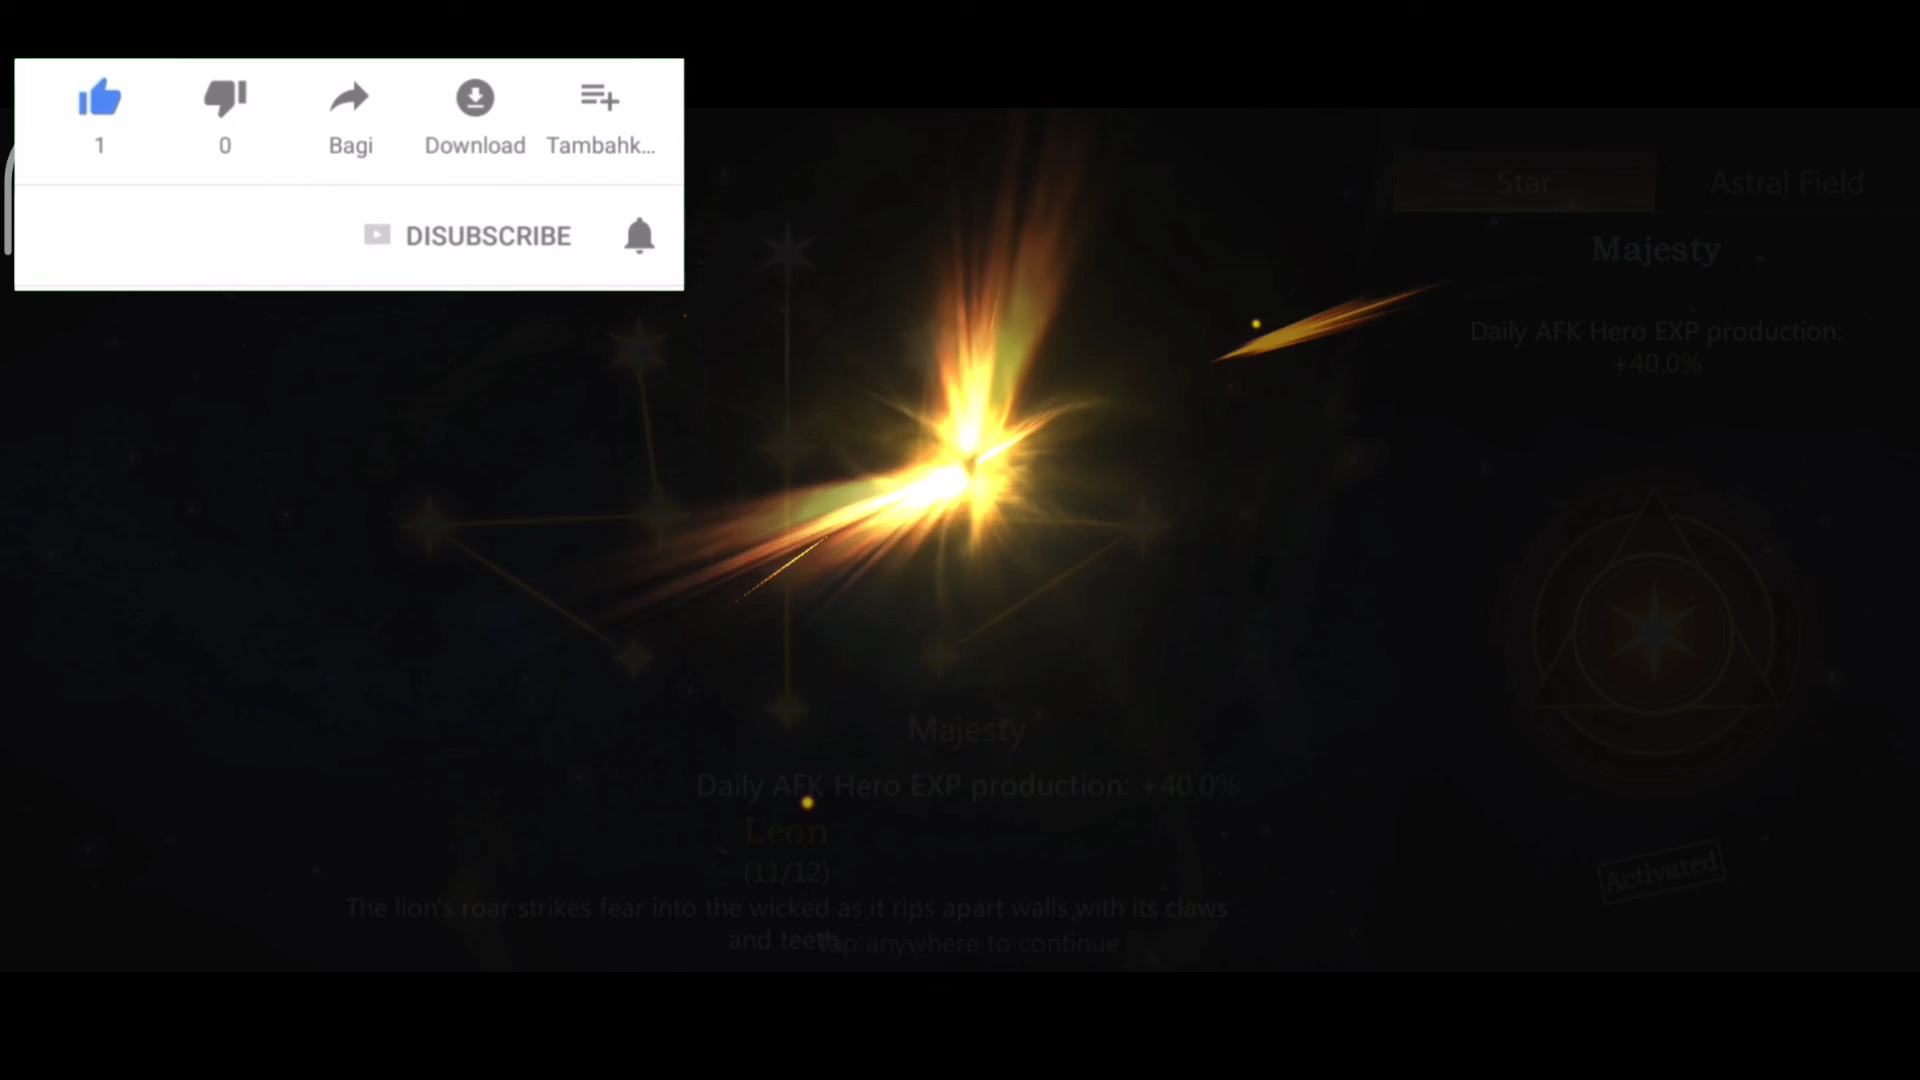 1
0
Bagi
Download
Tambahk...
DISUBSCRIBE
Star
Astral Field
Majesty
Daily AFK Hero EXP production:
+40.0%
Majesty
Daily AFK Hero EXP production: +40.0%
Leon
(11/12)
The lion's roar strikes fear into the wicked as it rips apart walls with its claws
and teeth.
Tap anywhere to continue
Activated